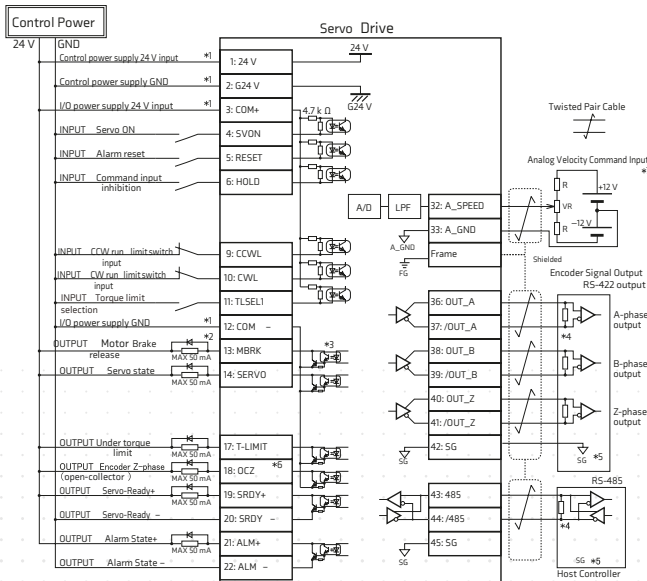 Control Power
Servo Drive
24 V GND
24 V
Control power supply 24 V input *1
1: 24 V
Control power supply GND *1
2: G24 V
G24 V
I/O power supply 24 V input *1
3: COM+
4.7 k Ω
INPUT Servo ON
4: SVON
INPUT Alarm reset
5: RESET
INPUT Command input
inhibition
6: HOLD
Twisted Pair Cable
Analog Velocity Command Input
R
+12 V
VR
−12 V
R
A/D
LPF
32: A_SPEED
33: A_GND
A_GND
Frame
FG
Shielded
INPUT CCW run limit switch
input
9: CCWL
INPUT CW run limit switch
input
10: CWL
INPUT Torque limit
selection
11: TLSEL1
I/O power supply GND *1
12: COM −
*2
OUTPUT Motor Brake
release
MAX 50 mA
13: MBRK
*3
OUTPUT Servo state
MAX 50 mA
14: SERVO
Encoder Signal Output
RS-422 output
36: OUT_A
37: /OUT_A
*4
A-phase
output
38: OUT_B
39: /OUT_B
B-phase
output
40: OUT_Z
41: /OUT_Z
Z-phase
output
42: SG
SG
SG *5
OUTPUT Under torque
limit
MAX 50 mA
17: T-LIMIT
OUTPUT Encoder Z-phase
(open-collector )
MAX 50 mA
18: OCZ
*6
OUTPUT Servo-Ready+
MAX 50 mA
19: SRDY+
OUTPUT Servo-Ready −
20: SRDY −
OUTPUT Alarm State+
MAX 50 mA
21: ALM+
OUTPUT Alarm State −
22: ALM −
RS-485
43: 485
44: /485
*4
45: SG
SG
SG *5
Host Controller